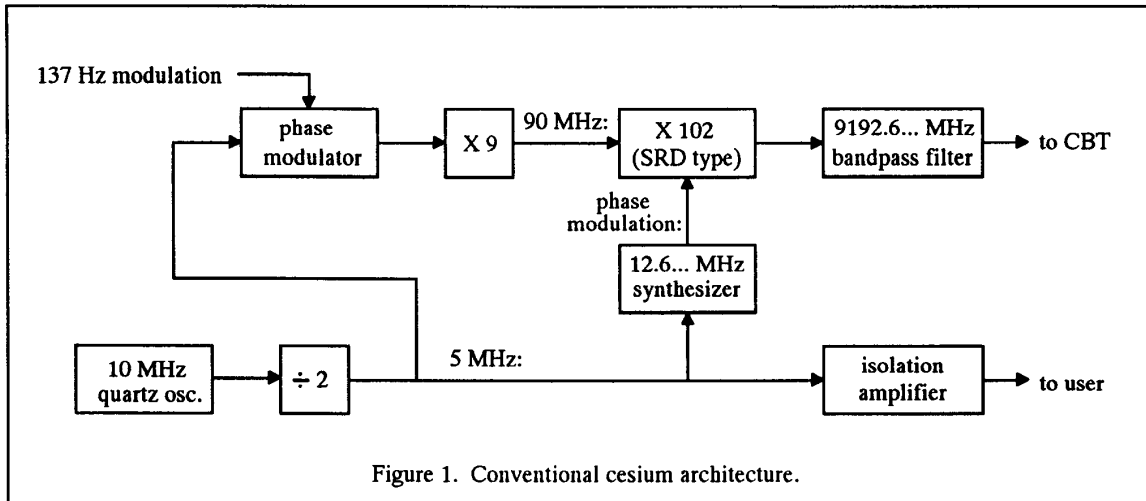 137 Hz modulation
phase
modulator
X 9
90 MHz:
X 102
(SRD type)
9192.6... MHz
bandpass filter
to CBT
phase
modulation:
12.6... MHz
synthesizer
10 MHz
quartz osc.
÷ 2
5 MHz:
isolation
amplifier
to user
Figure 1. Conventional cesium architecture.